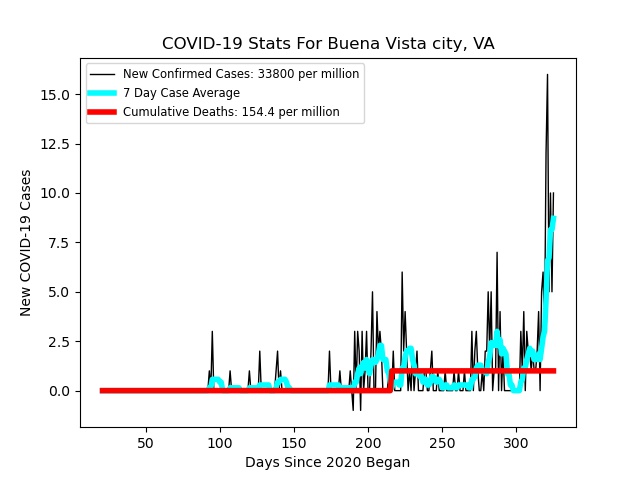 COVID-19 Stats For Buena Vista city, VA
New Confirmed Cases: 33800 per million
7 Day Case Average
Cumulative Deaths: 154.4 per million
New COVID-19 Cases
15.0
12.5
10.0
7.5
5.0
2.5
0.0
50 100 150 200 250 300
Days Since 2020 Began